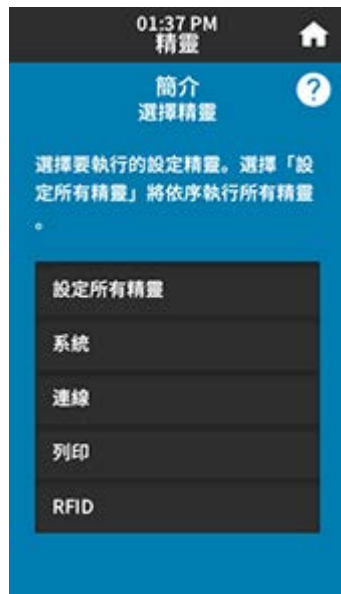 01:37 PM
精靈
簡介
?
選擇精靈
選擇要執行的設定精靈。選擇「設
定所有精靈」將依序執行所有精靈
。
設定所有精靈
系統
連線
列印
RFID